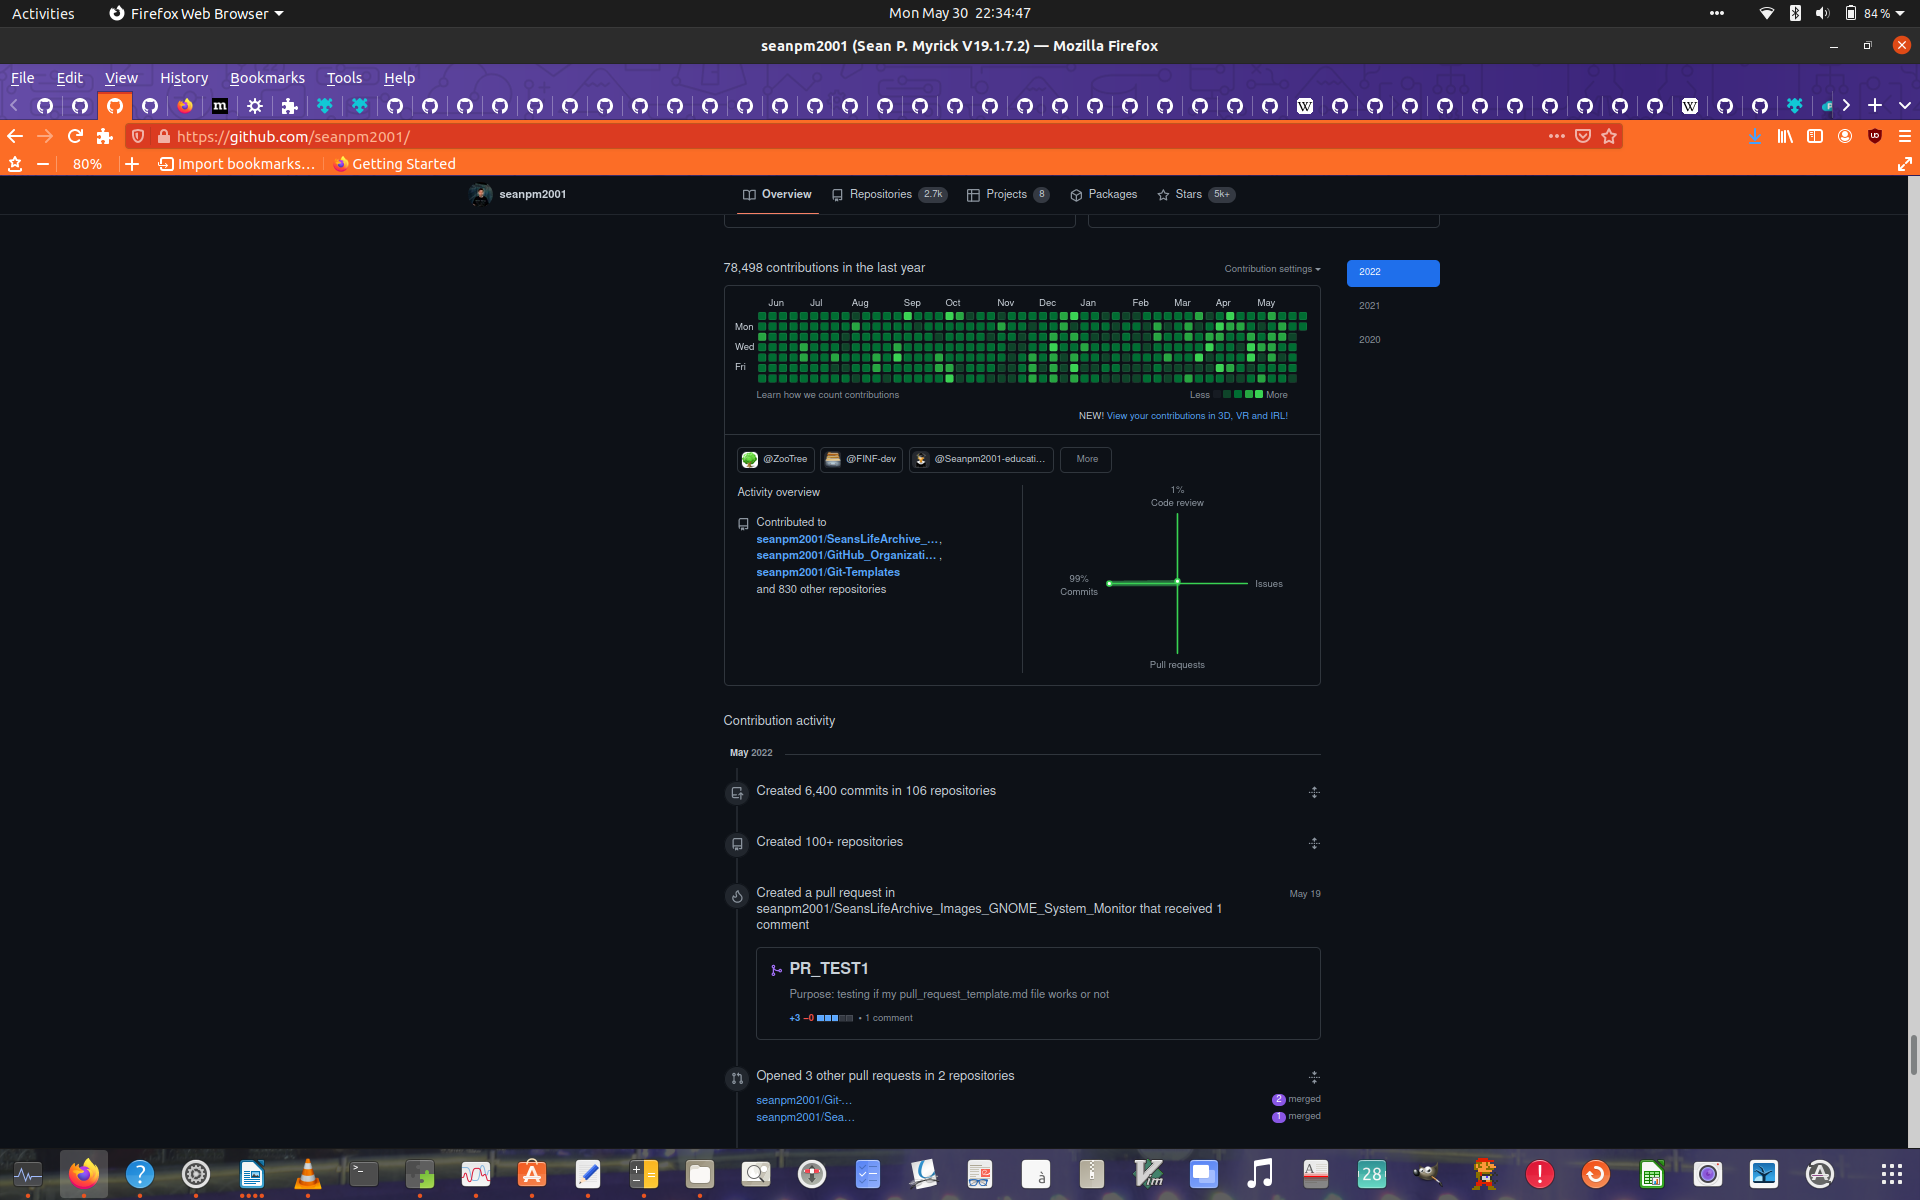 Activities
Firefox Web Browser
Mon May 30 22:34:47
84 %
seanpm2001 (Sean P. Myrick V19.1.7.2) — Mozilla Firefox
File Edit View History Bookmarks Tools Help
https://github.com/seanpm2001/
80%
Import bookmarks...
Getting Started
seanpm2001
Overview
Repositories 2.7k
Projects 8
Packages
Stars 5k+
78,498 contributions in the last year
Contribution settings
2022
2021
2020
Jun Jul Aug Sep Oct Nov Dec Jan Feb Mar Apr May
Mon
Wed
Fri
Learn how we count contributions
Less
More
NEW! View your contributions in 3D, VR and IRL!
@ZooTree
@FINF-dev
@Seanpm2001-educati...
More
Activity overview
Contributed to
seanpm2001/SeansLifeArchive_...,
seanpm2001/GitHub_Organizati... ,
seanpm2001/Git-Templates
and 830 other repositories
1%
Code review
99%
Commits
Issues
Pull requests
Contribution activity
May 2022
Created 6,400 commits in 106 repositories
Created 100+ repositories
Created a pull request in
seanpm2001/SeansLifeArchive_Images_GNOME_System_Monitor that received 1
comment
May 19
PR_TEST1
Purpose: testing if my pull_request_template.md file works or not
+3 −0 • 1 comment
Opened 3 other pull requests in 2 repositories
seanpm2001/Git-...
2 merged
seanpm2001/Sea...
1 merged
28